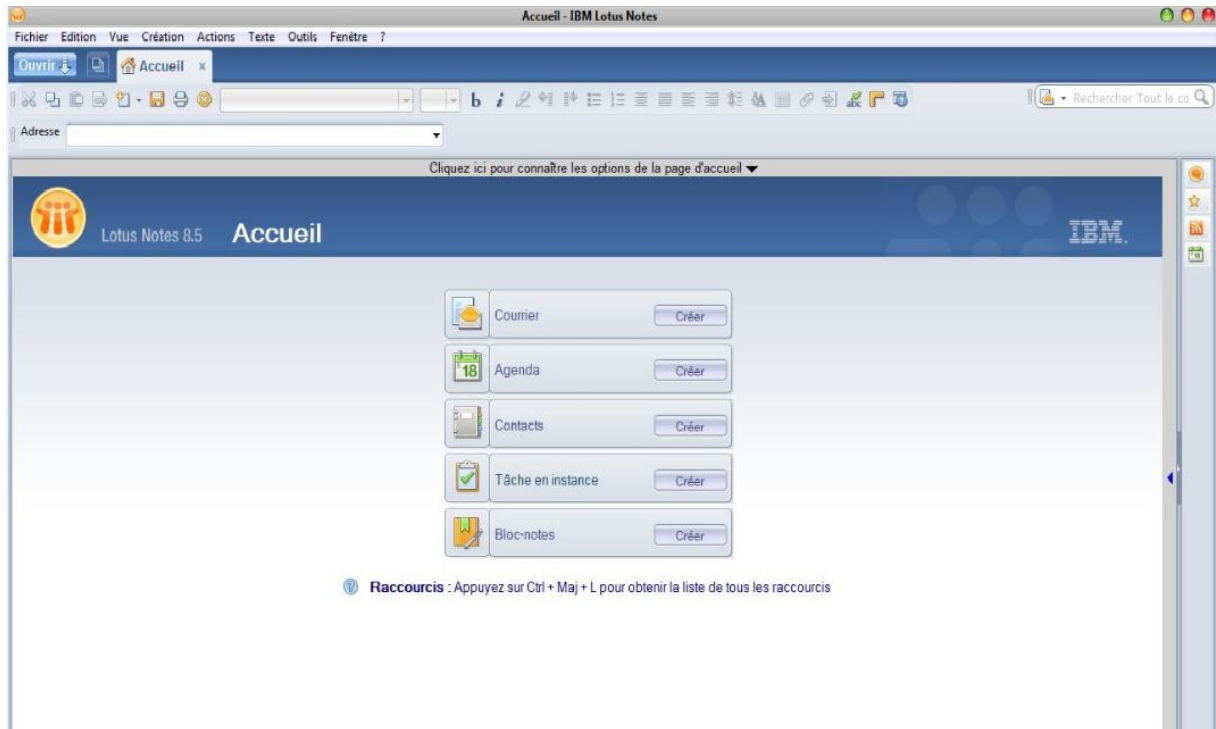 Accueil - IBM Lotus Notes
Fichier Edition Vue Création Actions Texte Outils Fenêtre ?
Ouvrir Accueil x
b i
Rechercher Tout le co
Adresse
Cliquez ici pour connaître les options de la page d'accueil
Lotus Notes 8.5 Accueil IBM.
Courrier Créer
18 Agenda Créer
Contacts Créer
Tâche en instance Créer
Bloc-notes Créer
Raccourcis : Appuyez sur Ctrl + Maj + L pour obtenir la liste de tous les raccourcis